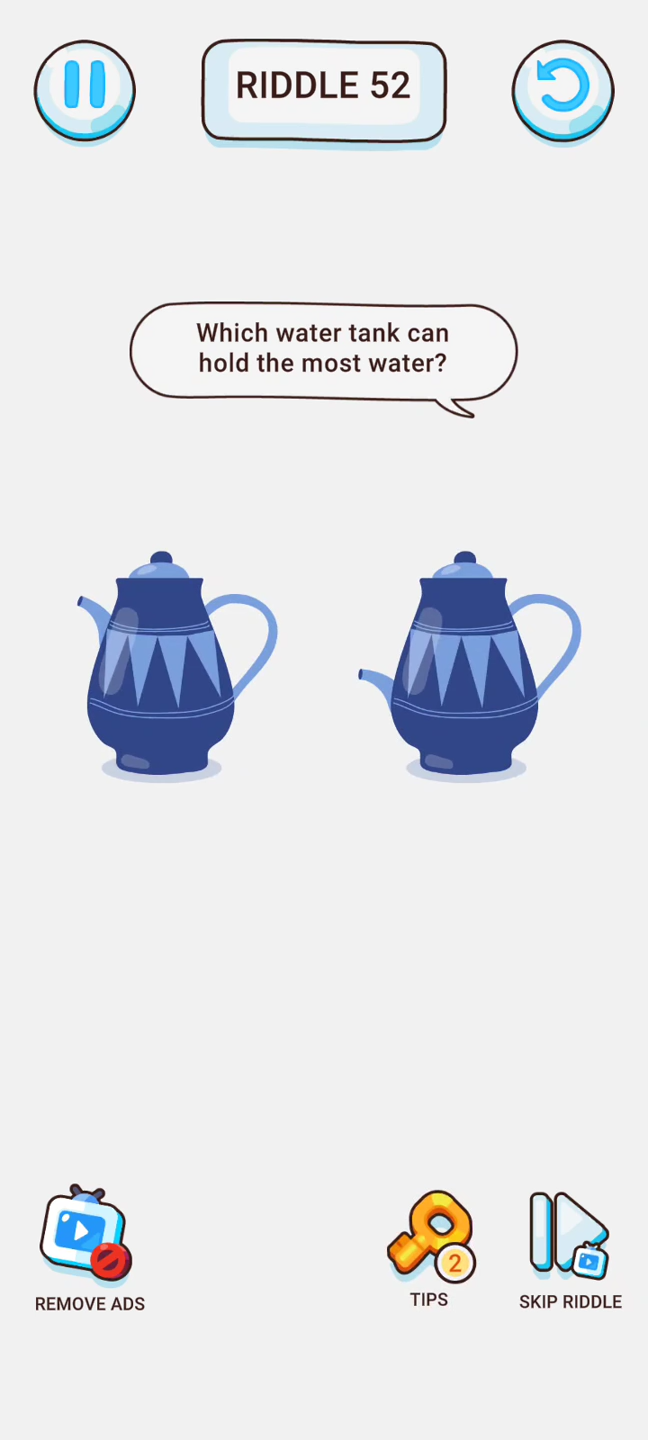 RIDDLE 52
Which water tank can
hold the most water?
2
REMOVE ADS
TIPS
SKIP RIDDLE